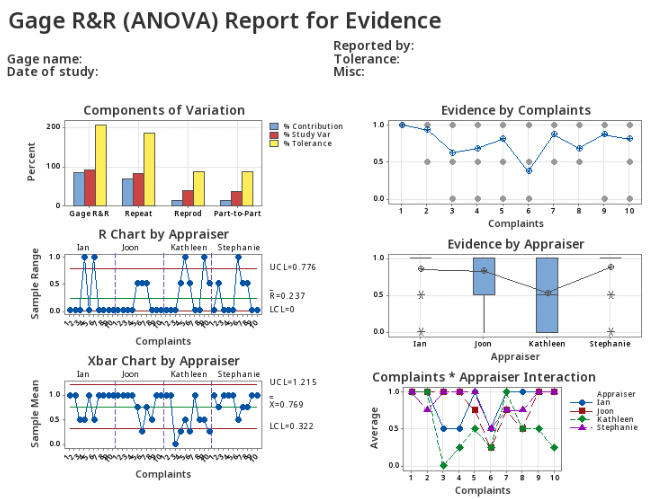 Gage R&R (ANOVA) Report for Evidence
Reported by:
Gage name:
Tolerance:
Date of study:
Misc:
Components of Variation
% Contribution
% Study Var
% Tolerance
Percent
200
100
0
Gage R&R Repeat Reprod Part-to-Part
Evidence by Complaints
1.0
0.5
0.0
1 2 3 4 5 6 7 8 9 10
Complaints
R Chart by Appraiser
Ian Joon Kathleen Stephanie
Sample Range
1.0
0.5
0.0
UCL=0.776
R=0.237
LCL=0
Complaints
Evidence by Appraiser
1.0
0.5
0.0
Ian Joon Kathleen Stephanie
Appraiser
Xbar Chart by Appraiser
Ian Joon Kathleen Stephanie
Sample Mean
1.0
0.5
0.0
UCL=1.215
X=0.769
LCL=0.322
Complaints
Complaints * Appraiser Interaction
Average
1.0
0.5
0.0
1 2 3 4 5 6 7 8 9 10
Complaints
Appraiser
Ian
Joon
Kathleen
Stephanie